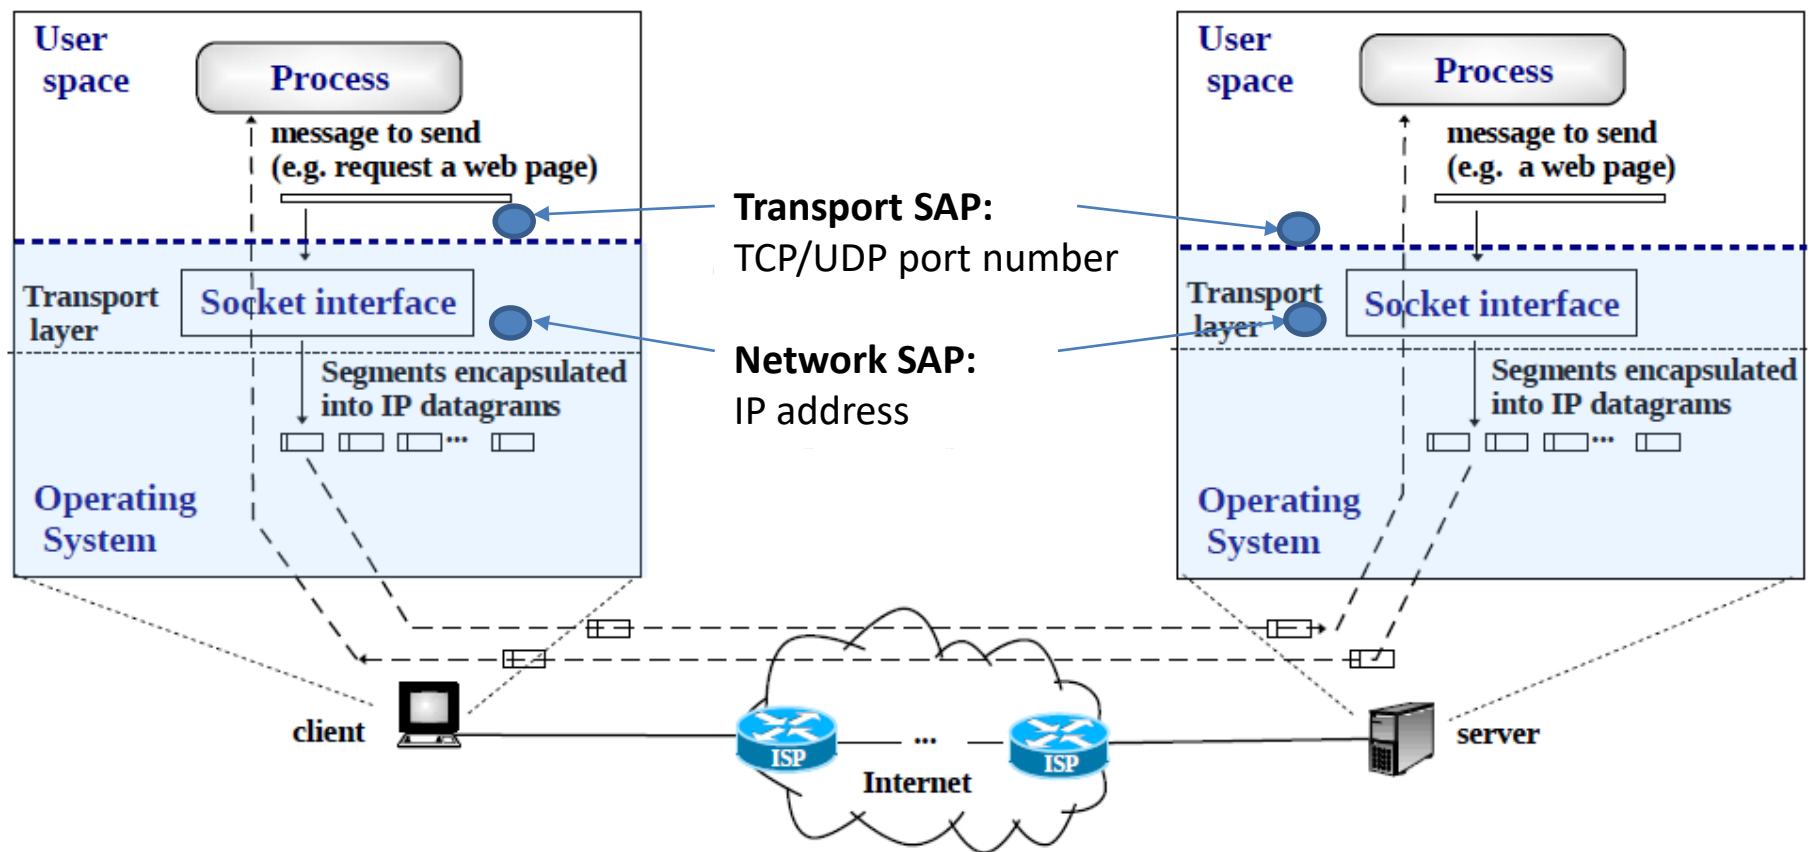 User
space
Process
message to send
(e.g. request a web page)
Transport
layer
Socket interface
Segments encapsulated
into IP datagrams
...
Operating
System
Transport SAP:
TCP/UDP port number
Network SAP:
IP address
User
space
Process
message to send
(e.g. a web page)
Transport
layer
Socket interface
Segments encapsulated
into IP datagrams
...
Operating
System
client
ISP
...
Internet
ISP
server